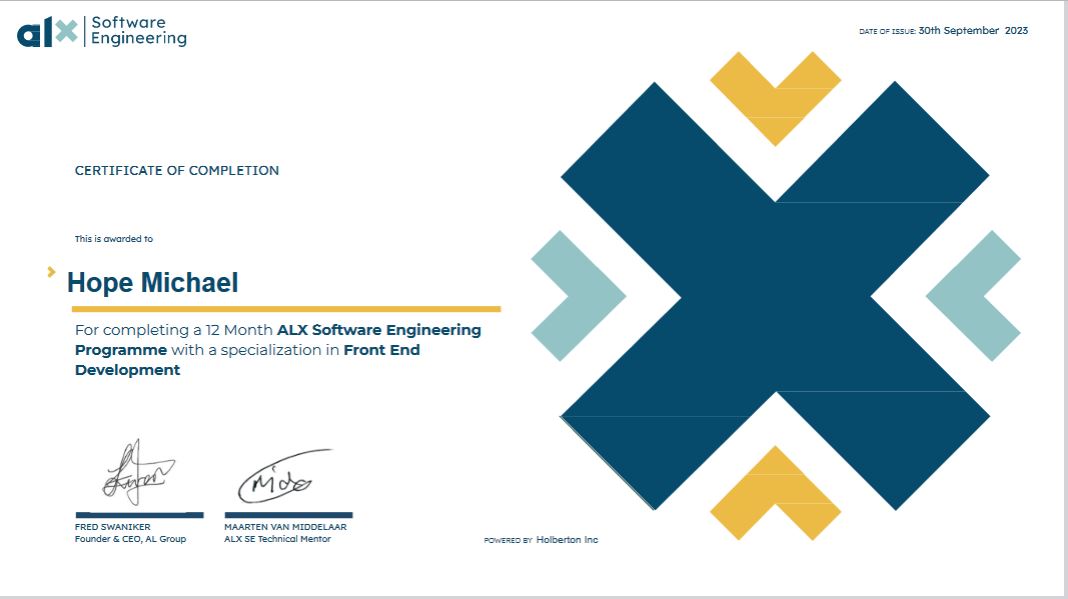 alx Software
Engineering
DATE OF ISSUE: 30th September 2023
CERTIFICATE OF COMPLETION
This is awarded to
Hope Michael
For completing a 12 Month ALX Software Engineering
Programme with a specialization in Front End
Development
FRED SWANIKER
Founder & CEO, AL Group
MAARTEN VAN MIDDELAAR
ALX SE Technical Mentor
POWERED BY Holberton Inc